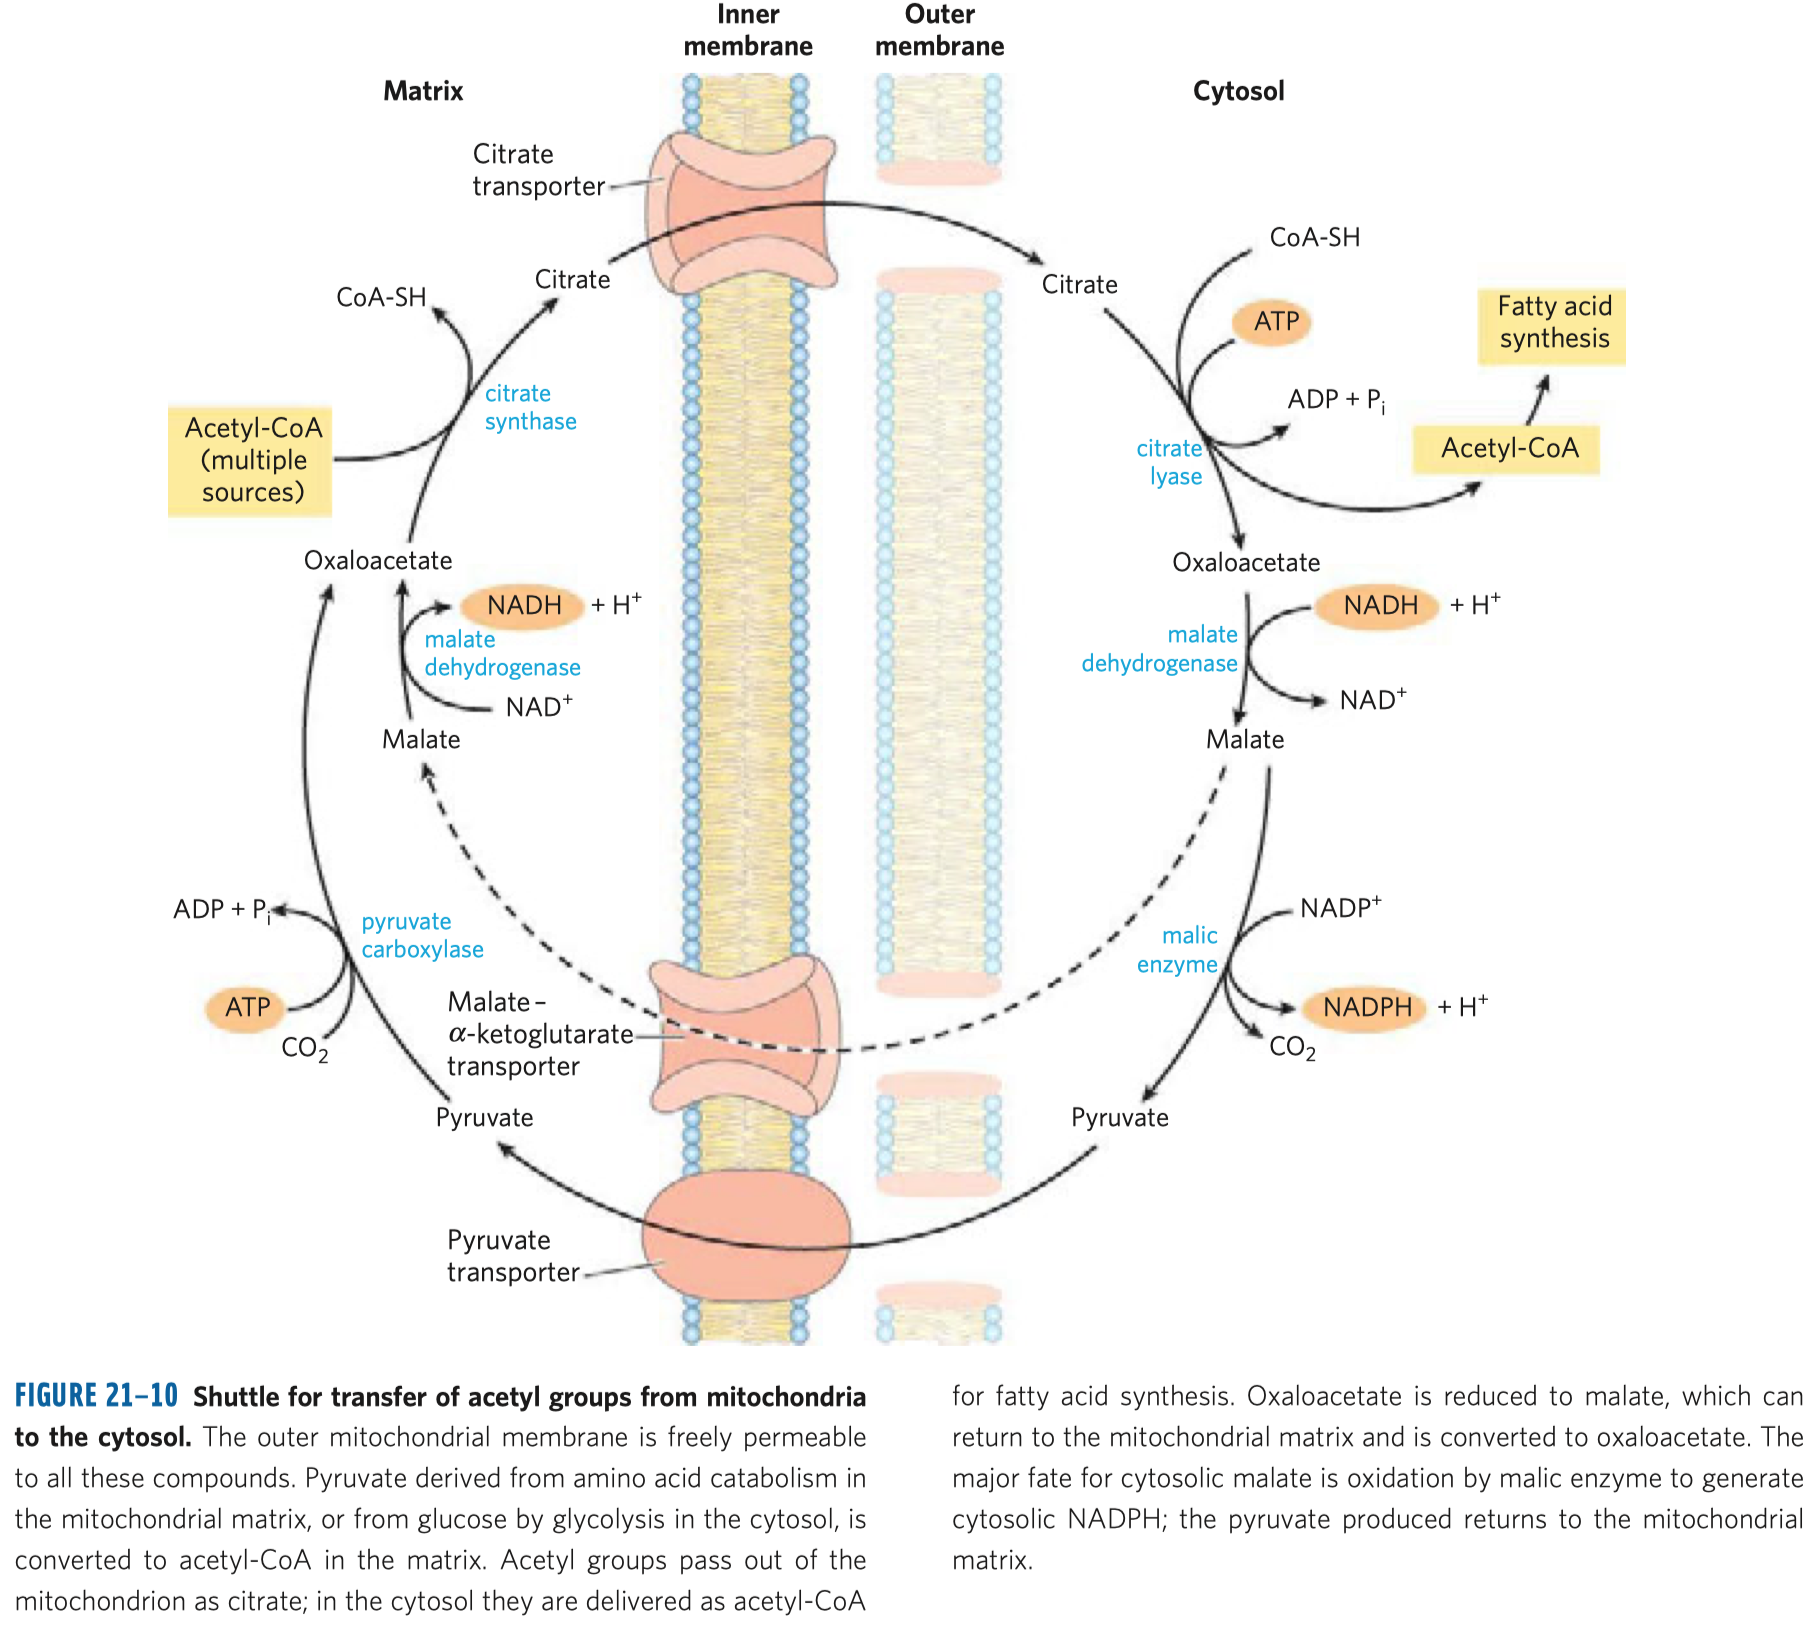 Inner
membrane
Outer
membrane
Matrix
Cytosol
Citrate
transporter
CoA-SH
Citrate
Citrate
CoA-SH
ATP
Fatty acid
synthesis
citrate
synthase
ADP + Pi
Acetyl-CoA
(multiple
sources)
citrate
lyase
Acetyl-CoA
Oxaloacetate
Oxaloacetate
NADH + H+
NADH + H+
malate
dehydrogenase
malate
dehydrogenase
NAD+
NAD+
Malate
Malate
ADP + Pi
pyruvate
carboxylase
malic
enzyme
NADP+
ATP
CO2
Malate–
α-ketoglutarate
transporter
NADPH + H+
CO2
Pyruvate
Pyruvate
Pyruvate
transporter
FIGURE 21–10 Shuttle for transfer of acetyl groups from mitochondria
to the cytosol. The outer mitochondrial membrane is freely permeable
to all these compounds. Pyruvate derived from amino acid catabolism in
the mitochondrial matrix, or from glucose by glycolysis in the cytosol, is
converted to acetyl-CoA in the matrix. Acetyl groups pass out of the
mitochondrion as citrate; in the cytosol they are delivered as acetyl-CoA
for fatty acid synthesis. Oxaloacetate is reduced to malate, which can
return to the mitochondrial matrix and is converted to oxaloacetate. The
major fate for cytosolic malate is oxidation by malic enzyme to generate
cytosolic NADPH; the pyruvate produced returns to the mitochondrial
matrix.